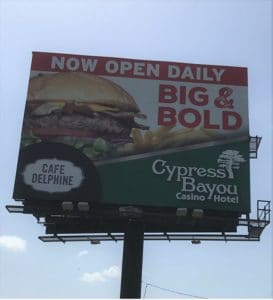 NOW OPEN DAILY
BIG &
BOLD
CAFE
DELPHINE
Cypress
Bayou
Casino Hotel